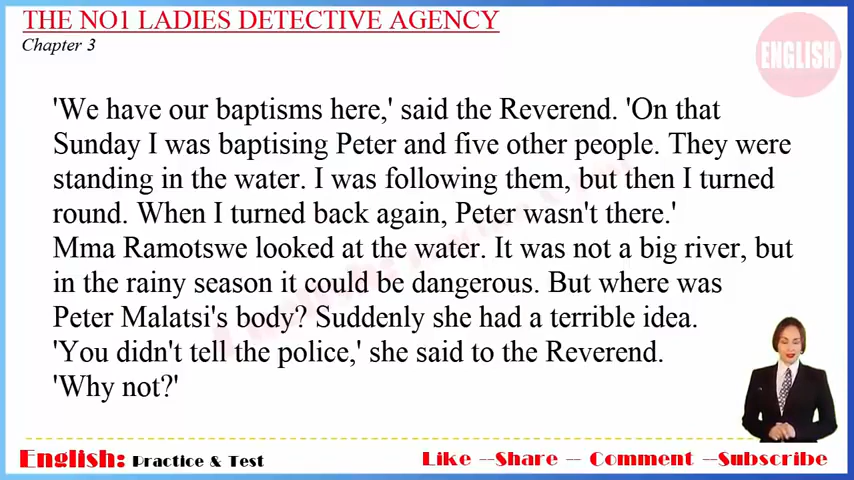 THE NO1 LADIES DETECTIVE AGENCY
Chapter 3
ENGLISH
'We have our baptisms here,' said the Reverend. 'On that
Sunday I was baptising Peter and five other people. They were
standing in the water. I was following them, but then I turned
round. When I turned back again, Peter wasn't there.'
Mma Ramotswe looked at the water. It was not a big river, but
in the rainy season it could be dangerous. But where was
Peter Malatsi's body? Suddenly she had a terrible idea.
'You didn't tell the police,' she said to the Reverend.
'Why not?'
English: Practice & Test
Like --Share -- Comment --Subscribe